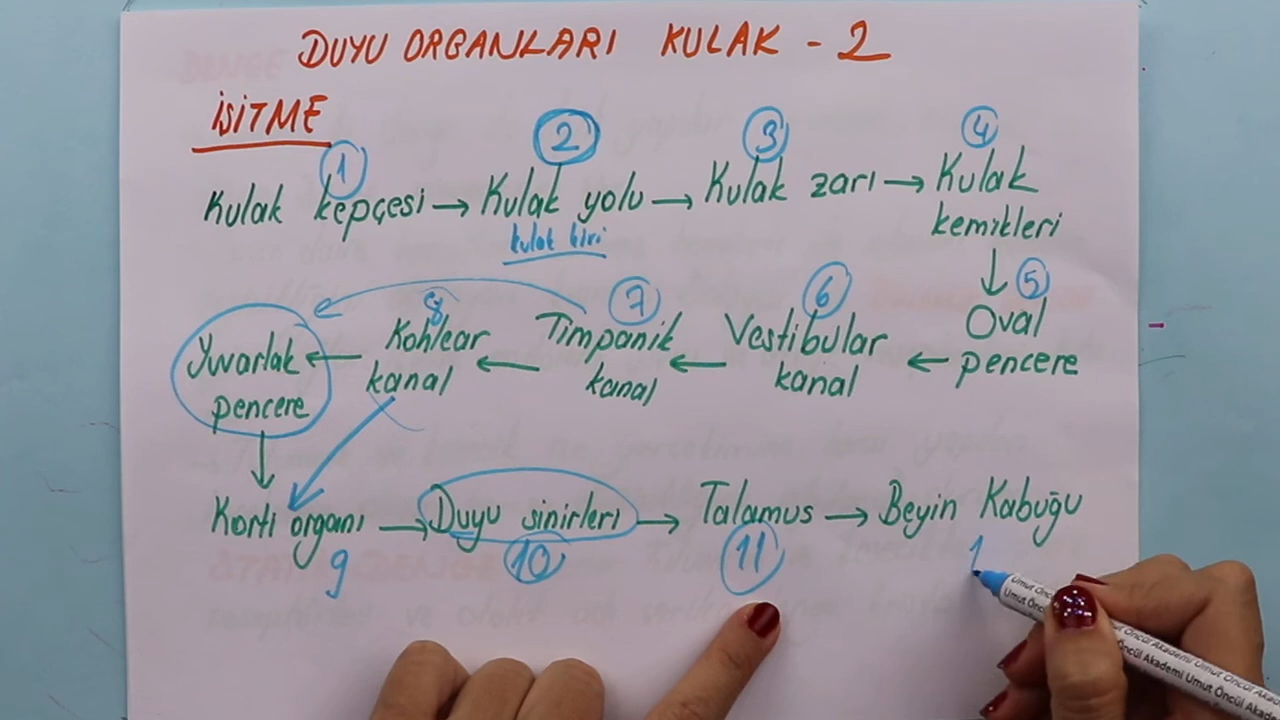 DUYU ORGANLARI KULAK - 2
İŞİTME
1 2 3 4
Kulak kepçesi → Kulak yolu → Kulak zarı → Kulak
kulak kiri
kemikleri
↓ 5
8 7 6
Yuvarlak ← Kohlear ← Timpanik ← Vestibular ← Oval
pencere kanal kanal kanal pencere
↓
Korti organı → Duyu sinirleri → Talamus → Beyin Kabuğu
9 10 11 1
Umut Öncül Akademi Umut Öncül